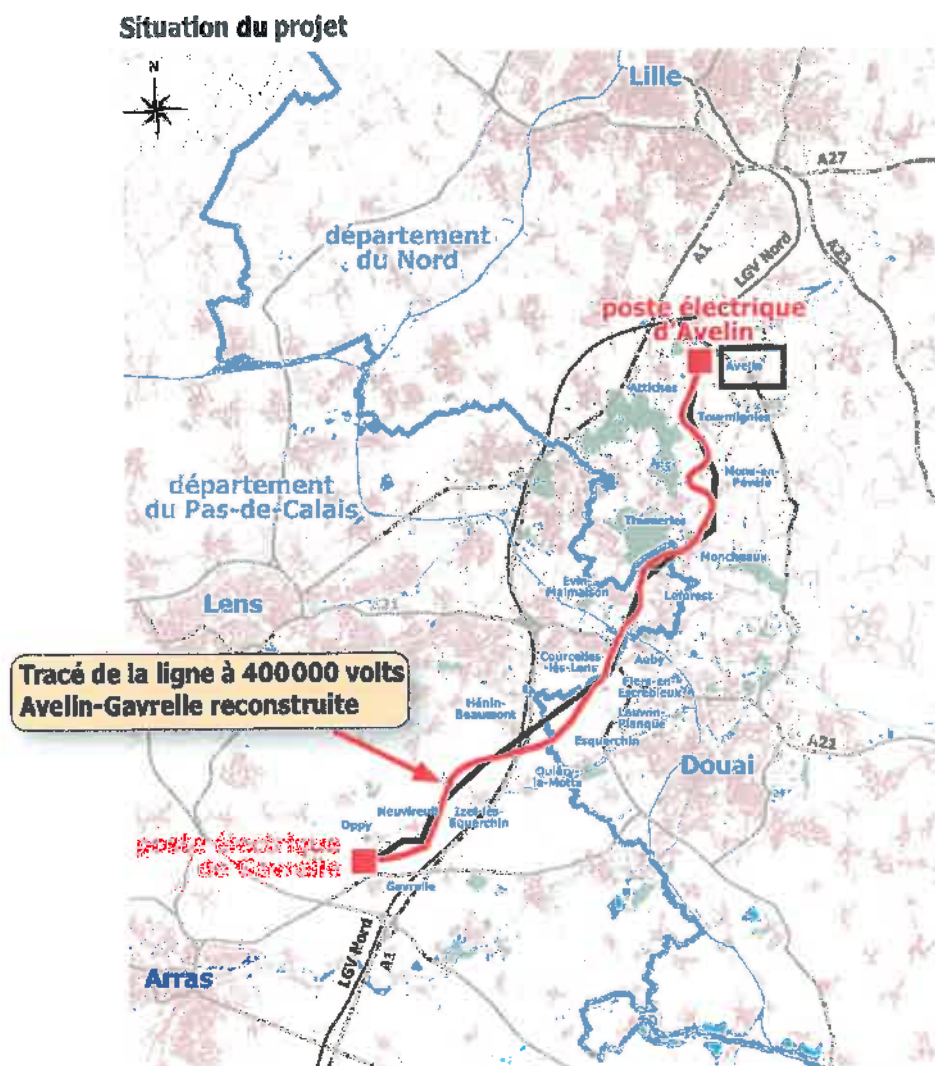 Situation du projet
N
Lille
A27
A1
LGV Nord
A23
département
du Nord
poste électrique
d'Avelin
Avelin
Attiches
Tourmignies
Mons-en-
Pévèle
département
du Pas-de-Calais
Thumeries
Moncheaux
Evin-
Malmaison
Leforest
Lens
A21
Courcelles-
-lès-Lens
Auby
Flers-en-
Escrebieux
Tracé de la ligne à 400000 volts
Avelin-Gavrelle reconstruite
Hénin-
Beaumont
Lauwin-
Planque
Esquerchin
Douai
A21
Quiéry-
la-Motte
Neuvireuil
Izel-lès-
Equerchin
Oppy
poste électrique
de Gavrelle
Gavrelle
LGV Nord
A1
Arras